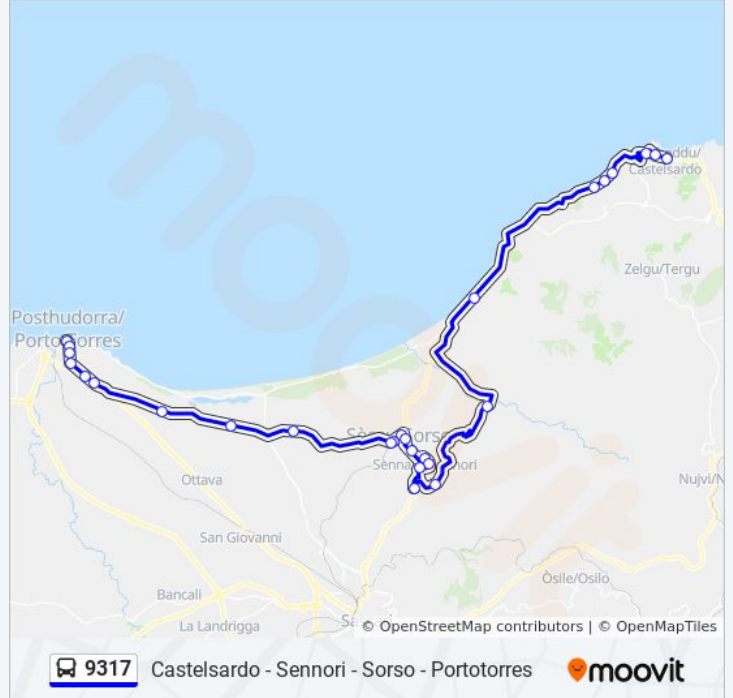 Castelsardo
Zelgu/Tergu
Posthudorra/
Porto Torres
Ottava
Nujvi/N
San Giovanni
Òsile/Osilo
Bancali
La Landrigga
© OpenStreetMap contributors | © OpenMapTiles
9317 Castelsardo - Sennori - Sorso - Portotorres
moovit